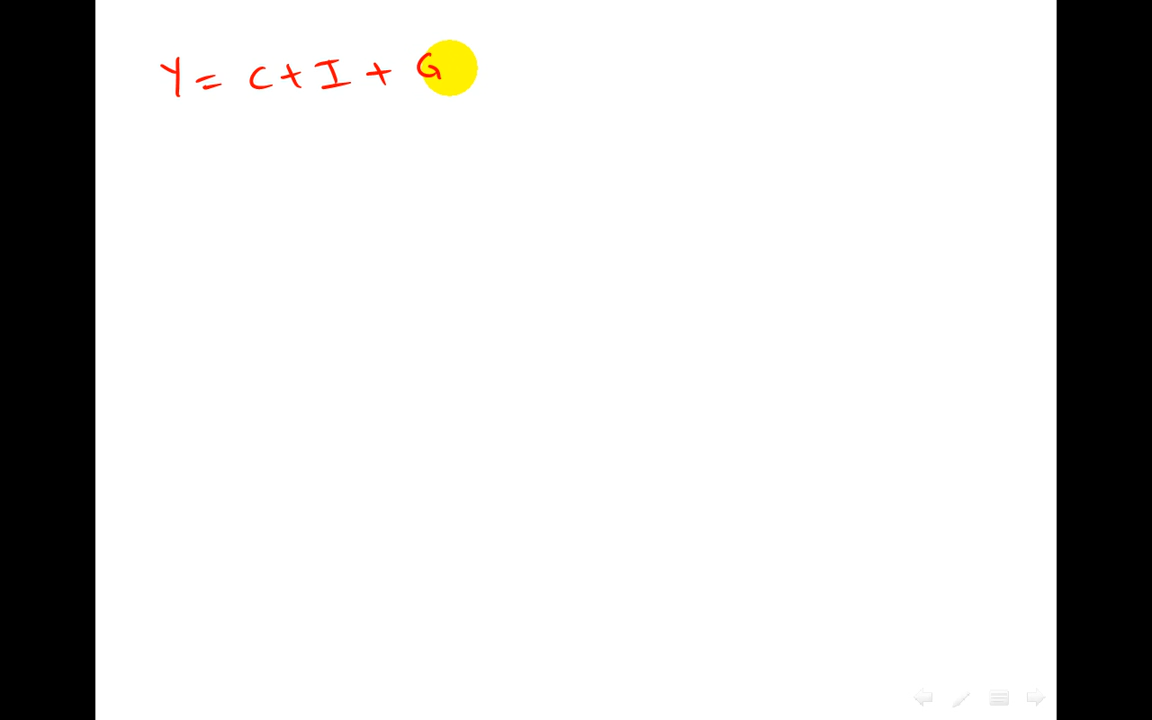 Y = C + I + G